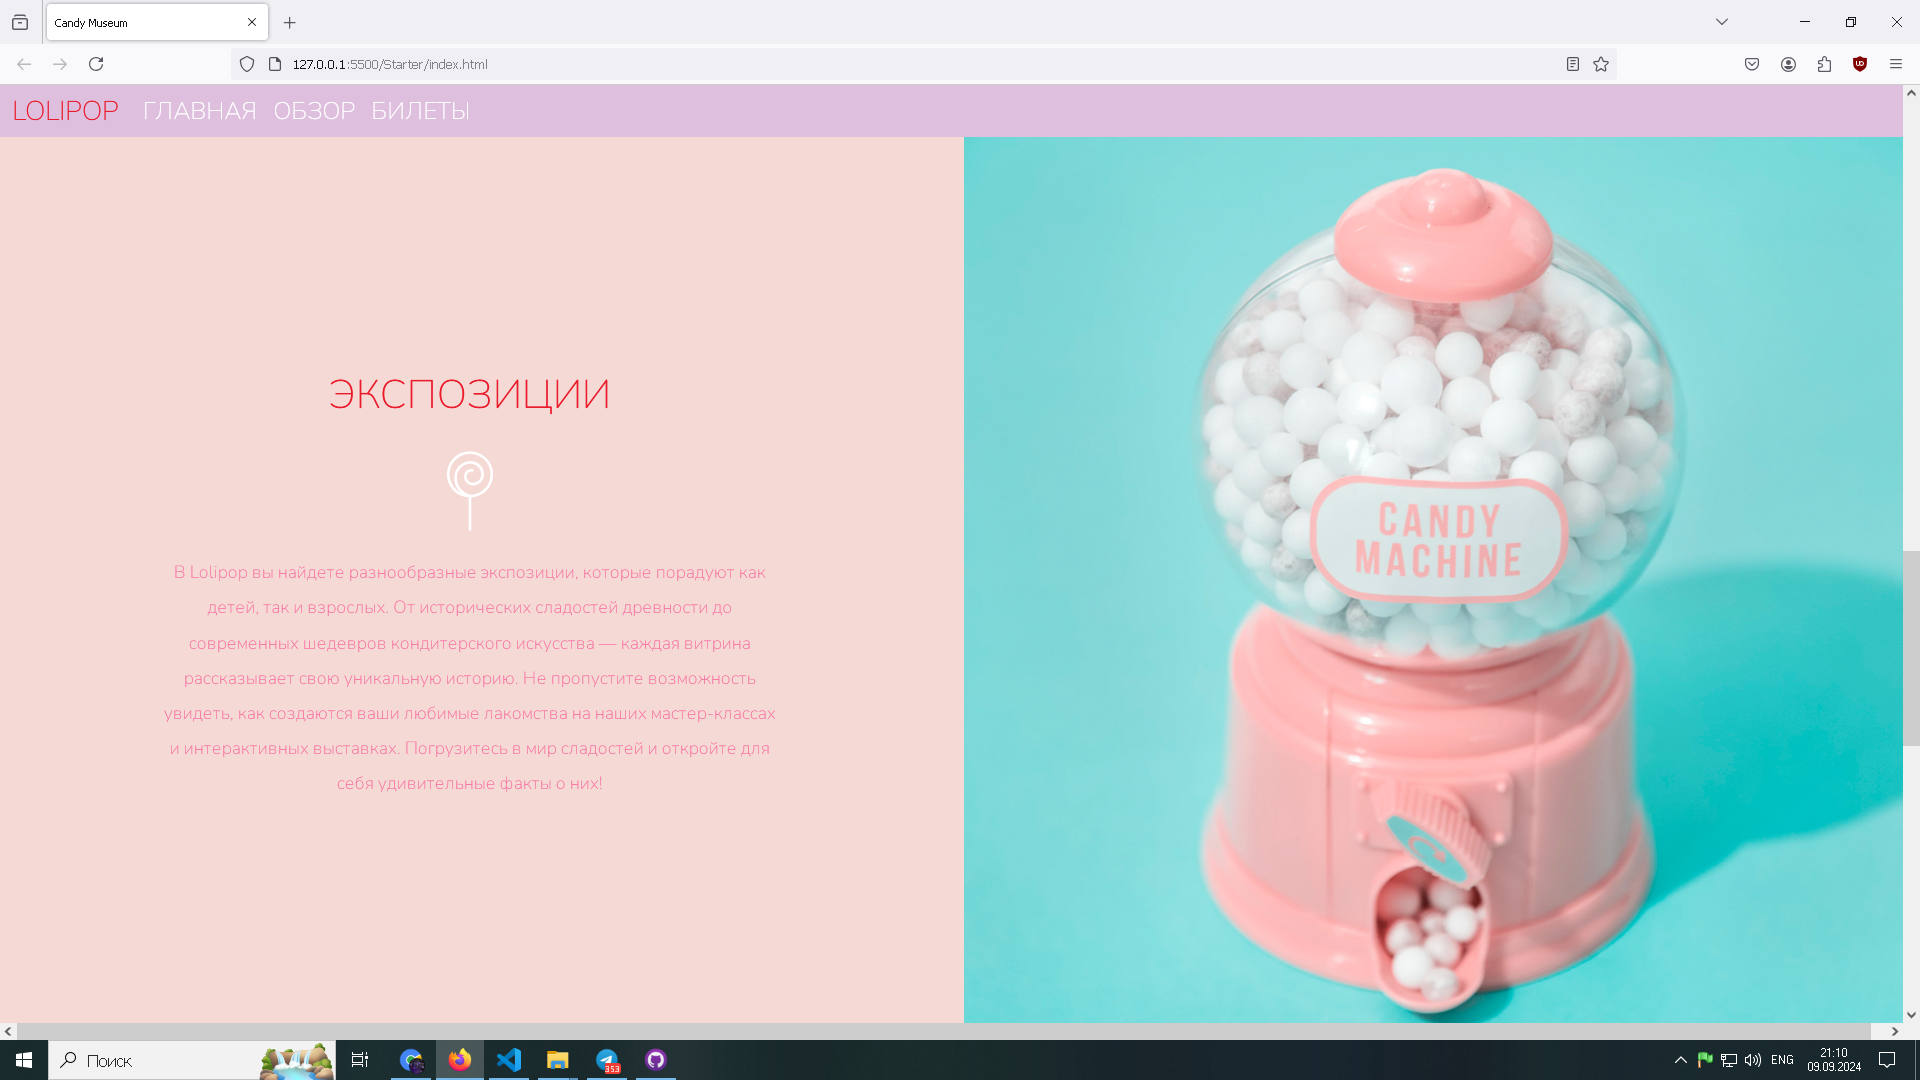 Candy Museum
127.0.0.1:5500/Starter/index.html
LOLIPOP ГЛАВНАЯ ОБЗОР БИЛЕТЫ
ЭКСПОЗИЦИИ
В Lolipop вы найдете разнообразные экспозиции, которые порадуют как
детей, так и взрослых. От исторических сладостей древности до
современных шедевров кондитерского искусства — каждая витрина
рассказывает свою уникальную историю. Не пропустите возможность
увидеть, как создаются ваши любимые лакомства на наших мастер-классах
и интерактивных выставках. Погрузитесь в мир сладостей и откройте для
себя удивительные факты о них!
CANDY
MACHINE
Поиск
353
ENG
21:10
09.09.2024